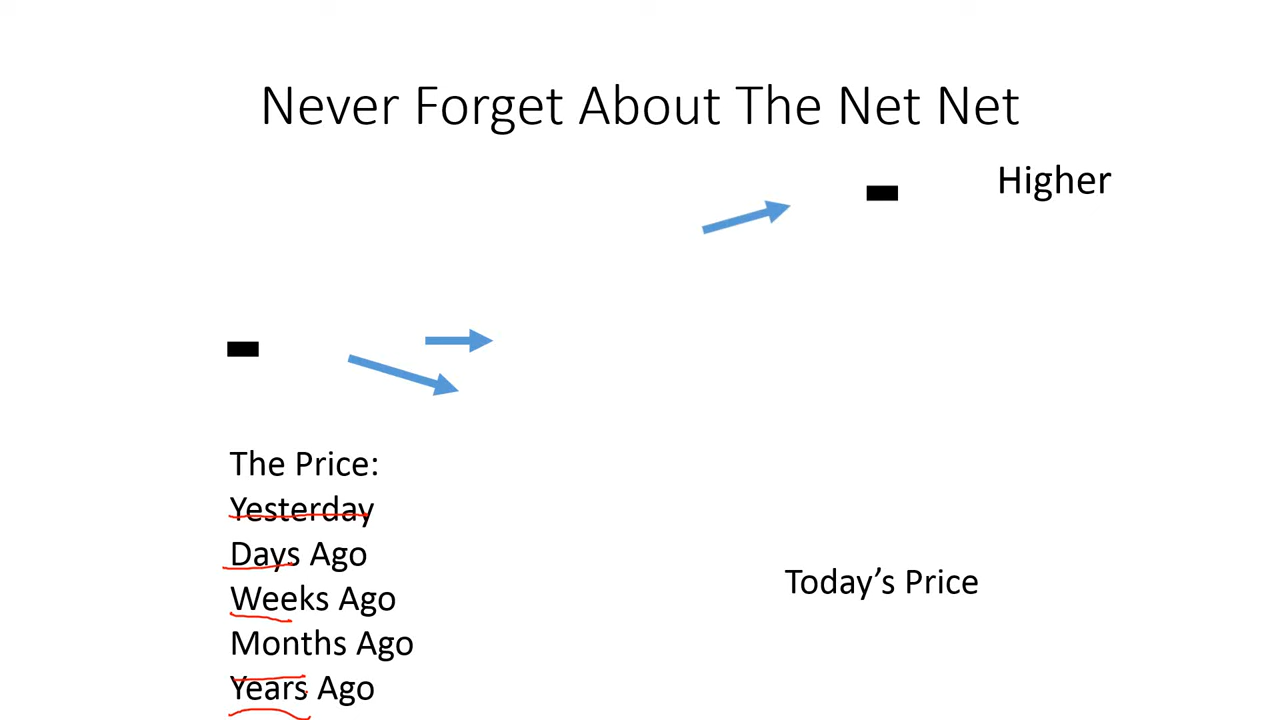 Never Forget About The Net Net
Higher
The Price:
Yesterday
Days Ago
Weeks Ago
Months Ago
Years Ago
Today’s Price